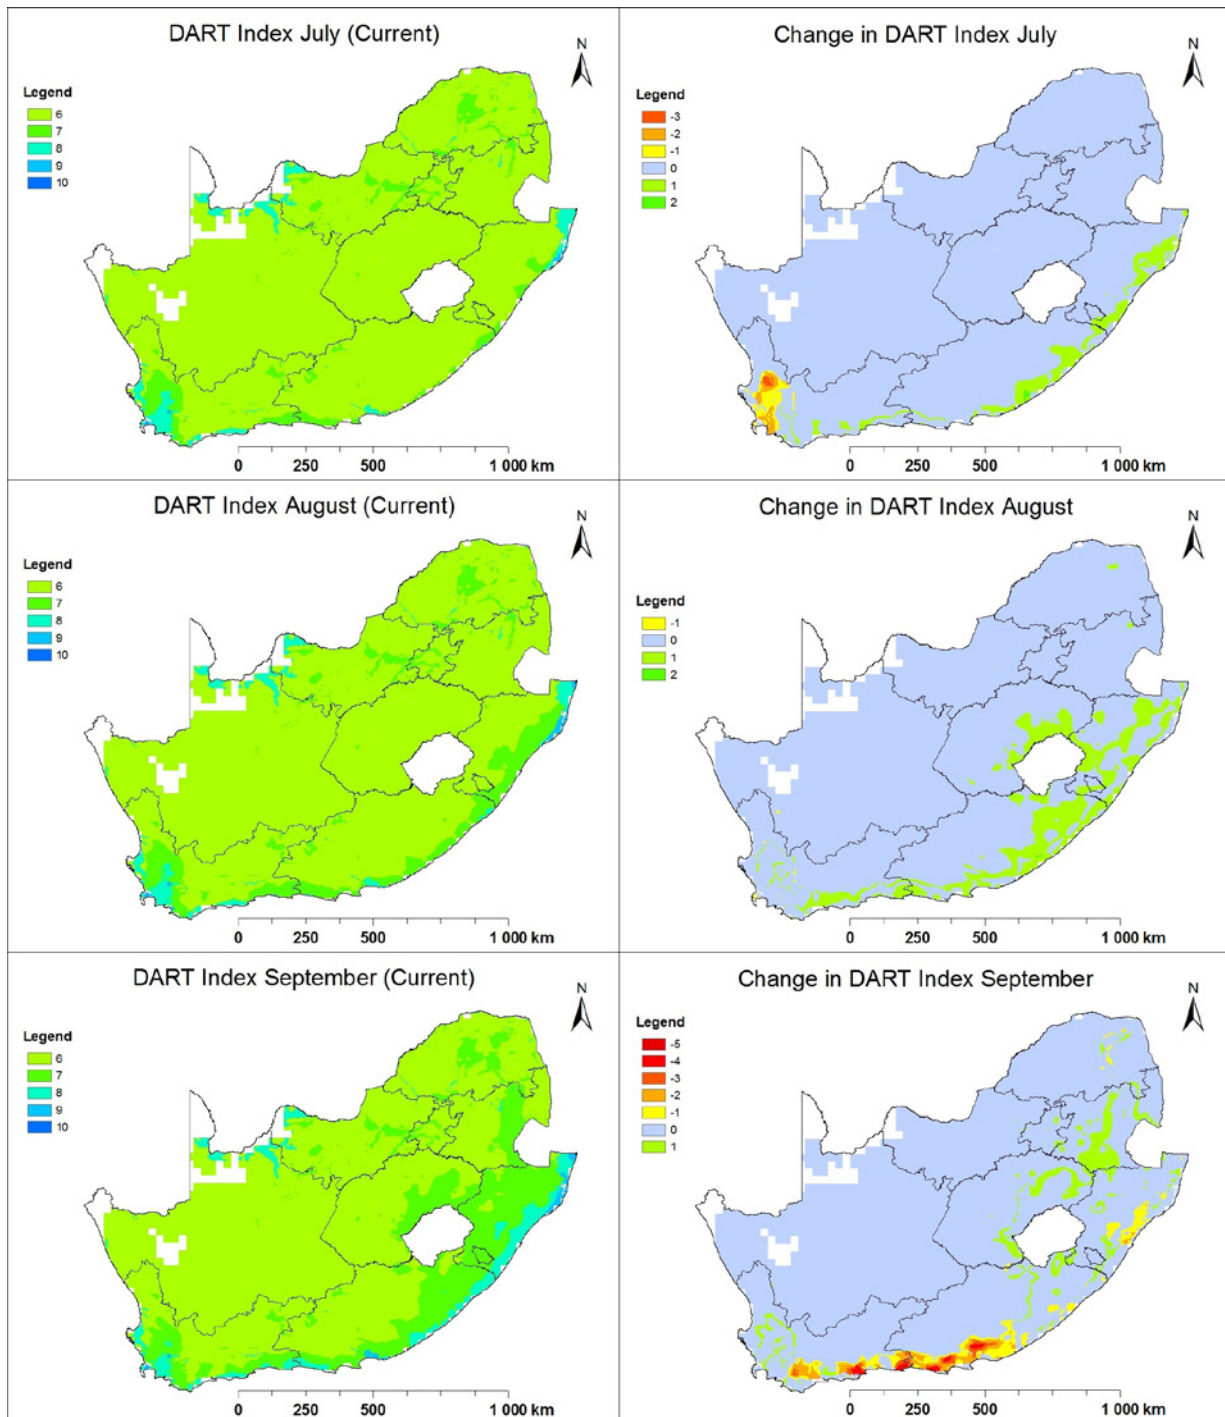 DART Index July (Current)
N
Legend
6
7
8
9
10
0 250 500 1 000 km
Change in DART Index July
N
Legend
-3
-2
-1
0
1
2
0 250 500 1 000 km
DART Index August (Current)
N
Legend
6
7
8
9
10
0 250 500 1 000 km
Change in DART Index August
N
Legend
-1
0
1
2
0 250 500 1 000 km
DART Index September (Current)
N
Legend
6
7
8
9
10
0 250 500 1 000 km
Change in DART Index September
N
Legend
-5
-4
-3
-2
-1
0
1
0 250 500 1 000 km